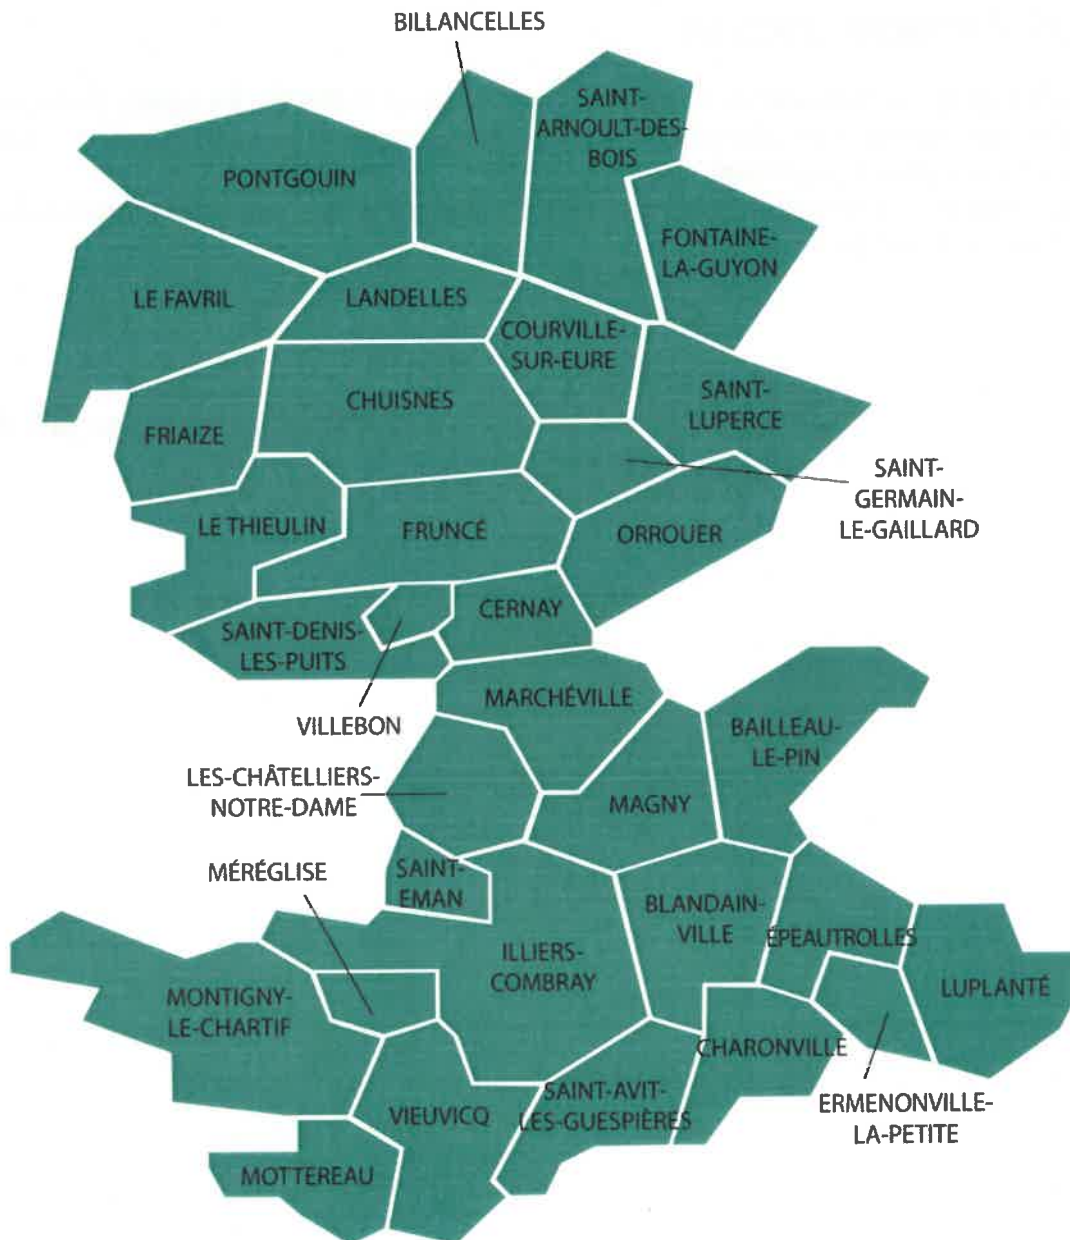 BILLANCELLES
SAINT-
ARNOULT-DES-
BOIS
PONTGOUIN
FONTAINE-
LA-GUYON
LE FAVRIL
LANDELLES
COURVILLE-
SUR-EURE
CHUISNES
SAINT-
LUPERCE
FRIAIZE
SAINT-
GERMAIN-
LE-GAILLARD
LE THIEULIN
FRUNCÉ
ORROUER
CERNAY
SAINT-DENIS-
LES-PUITS
MARCHÉVILLE
VILLEBON
BAILLEAU-
LE-PIN
LES-CHÂTELLIERS-
NOTRE-DAME
MAGNY
MÉRÉGLISE
SAINT-
EMAN
BLANDAIN-
VILLE
ÉPEAUTROLLES
ILLIERS-
COMBRAY
LUPLANTÉ
MONTIGNY-
LE-CHARTIF
CHARONVILLE
SAINT-AVIT-
LES-GUESPIÈRES
ERMENONVILLE-
LA-PETITE
VIEUVICQ
MOTTEREAU